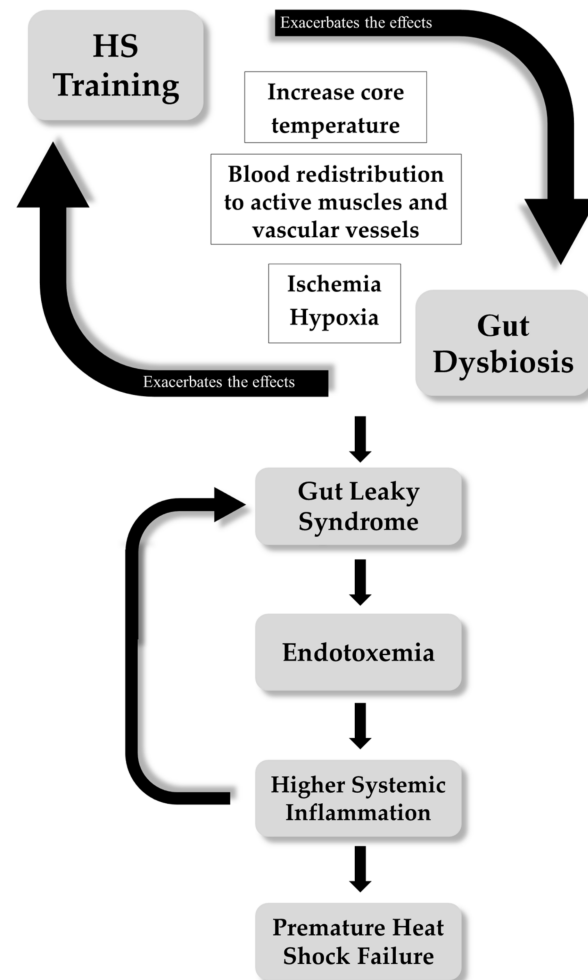 Exacerbates the effects
HS
Training
Increase core
temperature
Blood redistribution
to active muscles and
vascular vessels
Ischemia
Hypoxia
Gut
Dysbiosis
Exacerbates the effects
Gut Leaky
Syndrome
Endotoxemia
Higher Systemic
Inflammation
Premature Heat
Shock Failure